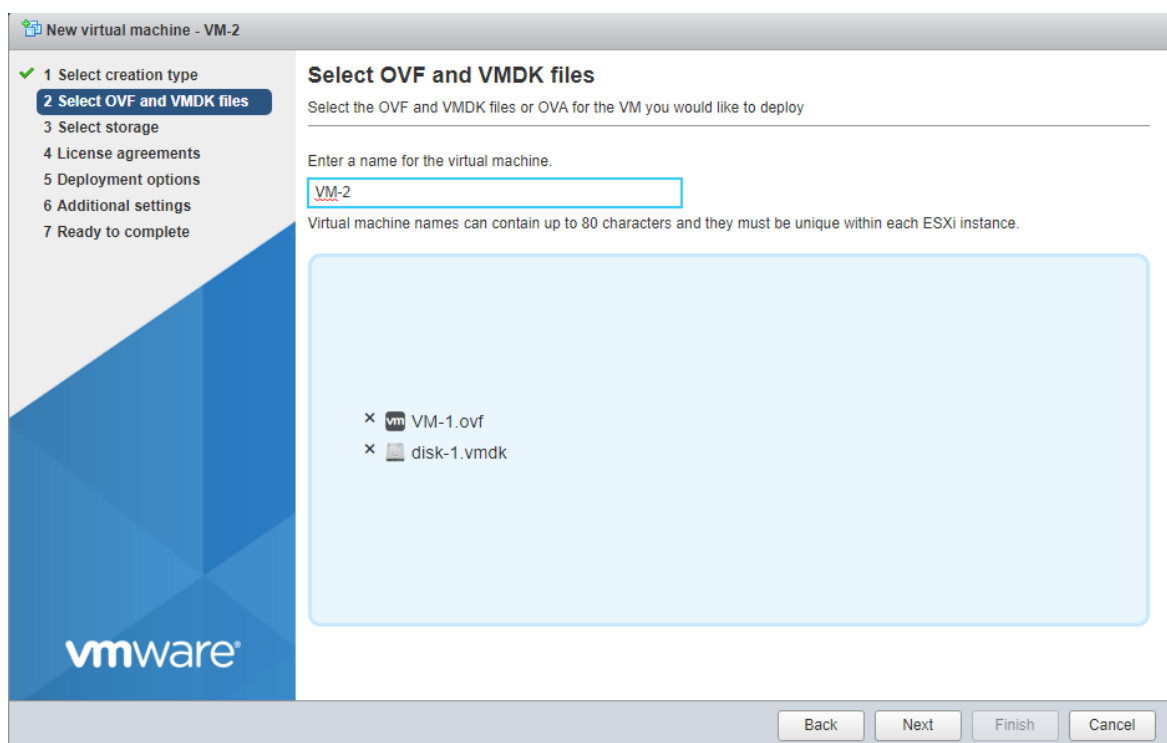 New virtual machine - VM-2
1 Select creation type
2 Select OVF and VMDK files
3 Select storage
4 License agreements
5 Deployment options
6 Additional settings
7 Ready to complete
Select OVF and VMDK files
Select the OVF and VMDK files or OVA for the VM you would like to deploy
Enter a name for the virtual machine.
VM-2
Virtual machine names can contain up to 80 characters and they must be unique within each ESXi instance.
× vm VM-1.ovf
× disk-1.vmdk
vmware®
Back Next Finish Cancel